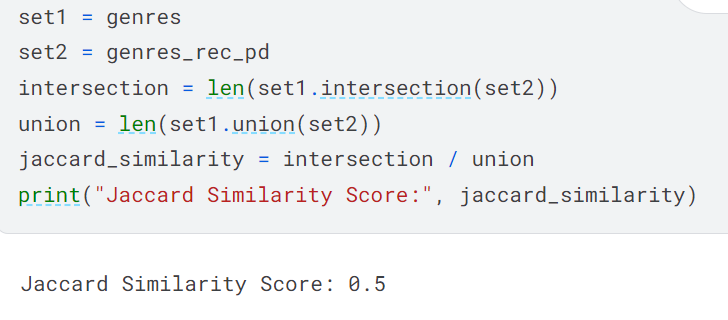 set1 = genres
set2 = genres_rec_pd
intersection = len(set1.intersection(set2))
union = len(set1.union(set2))
jaccard_similarity = intersection / union
print("Jaccard Similarity Score:", jaccard_similarity)
Jaccard Similarity Score: 0.5